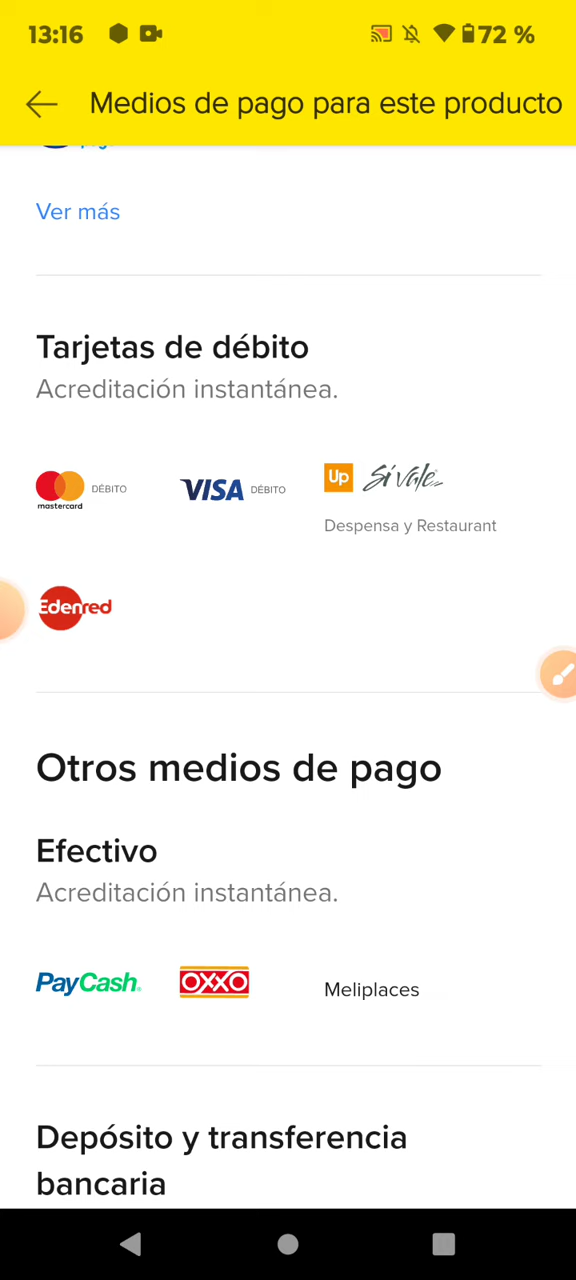 13:16 72 %
Medios de pago para este producto
Ver más
Tarjetas de débito
Acreditación instantánea.
mastercard DÉBITO VISA DÉBITO Up Sí Vale
Despensa y Restaurant
Edenred
Otros medios de pago
Efectivo
Acreditación instantánea.
PayCash OXXO Meliplaces
Depósito y transferencia
bancaria